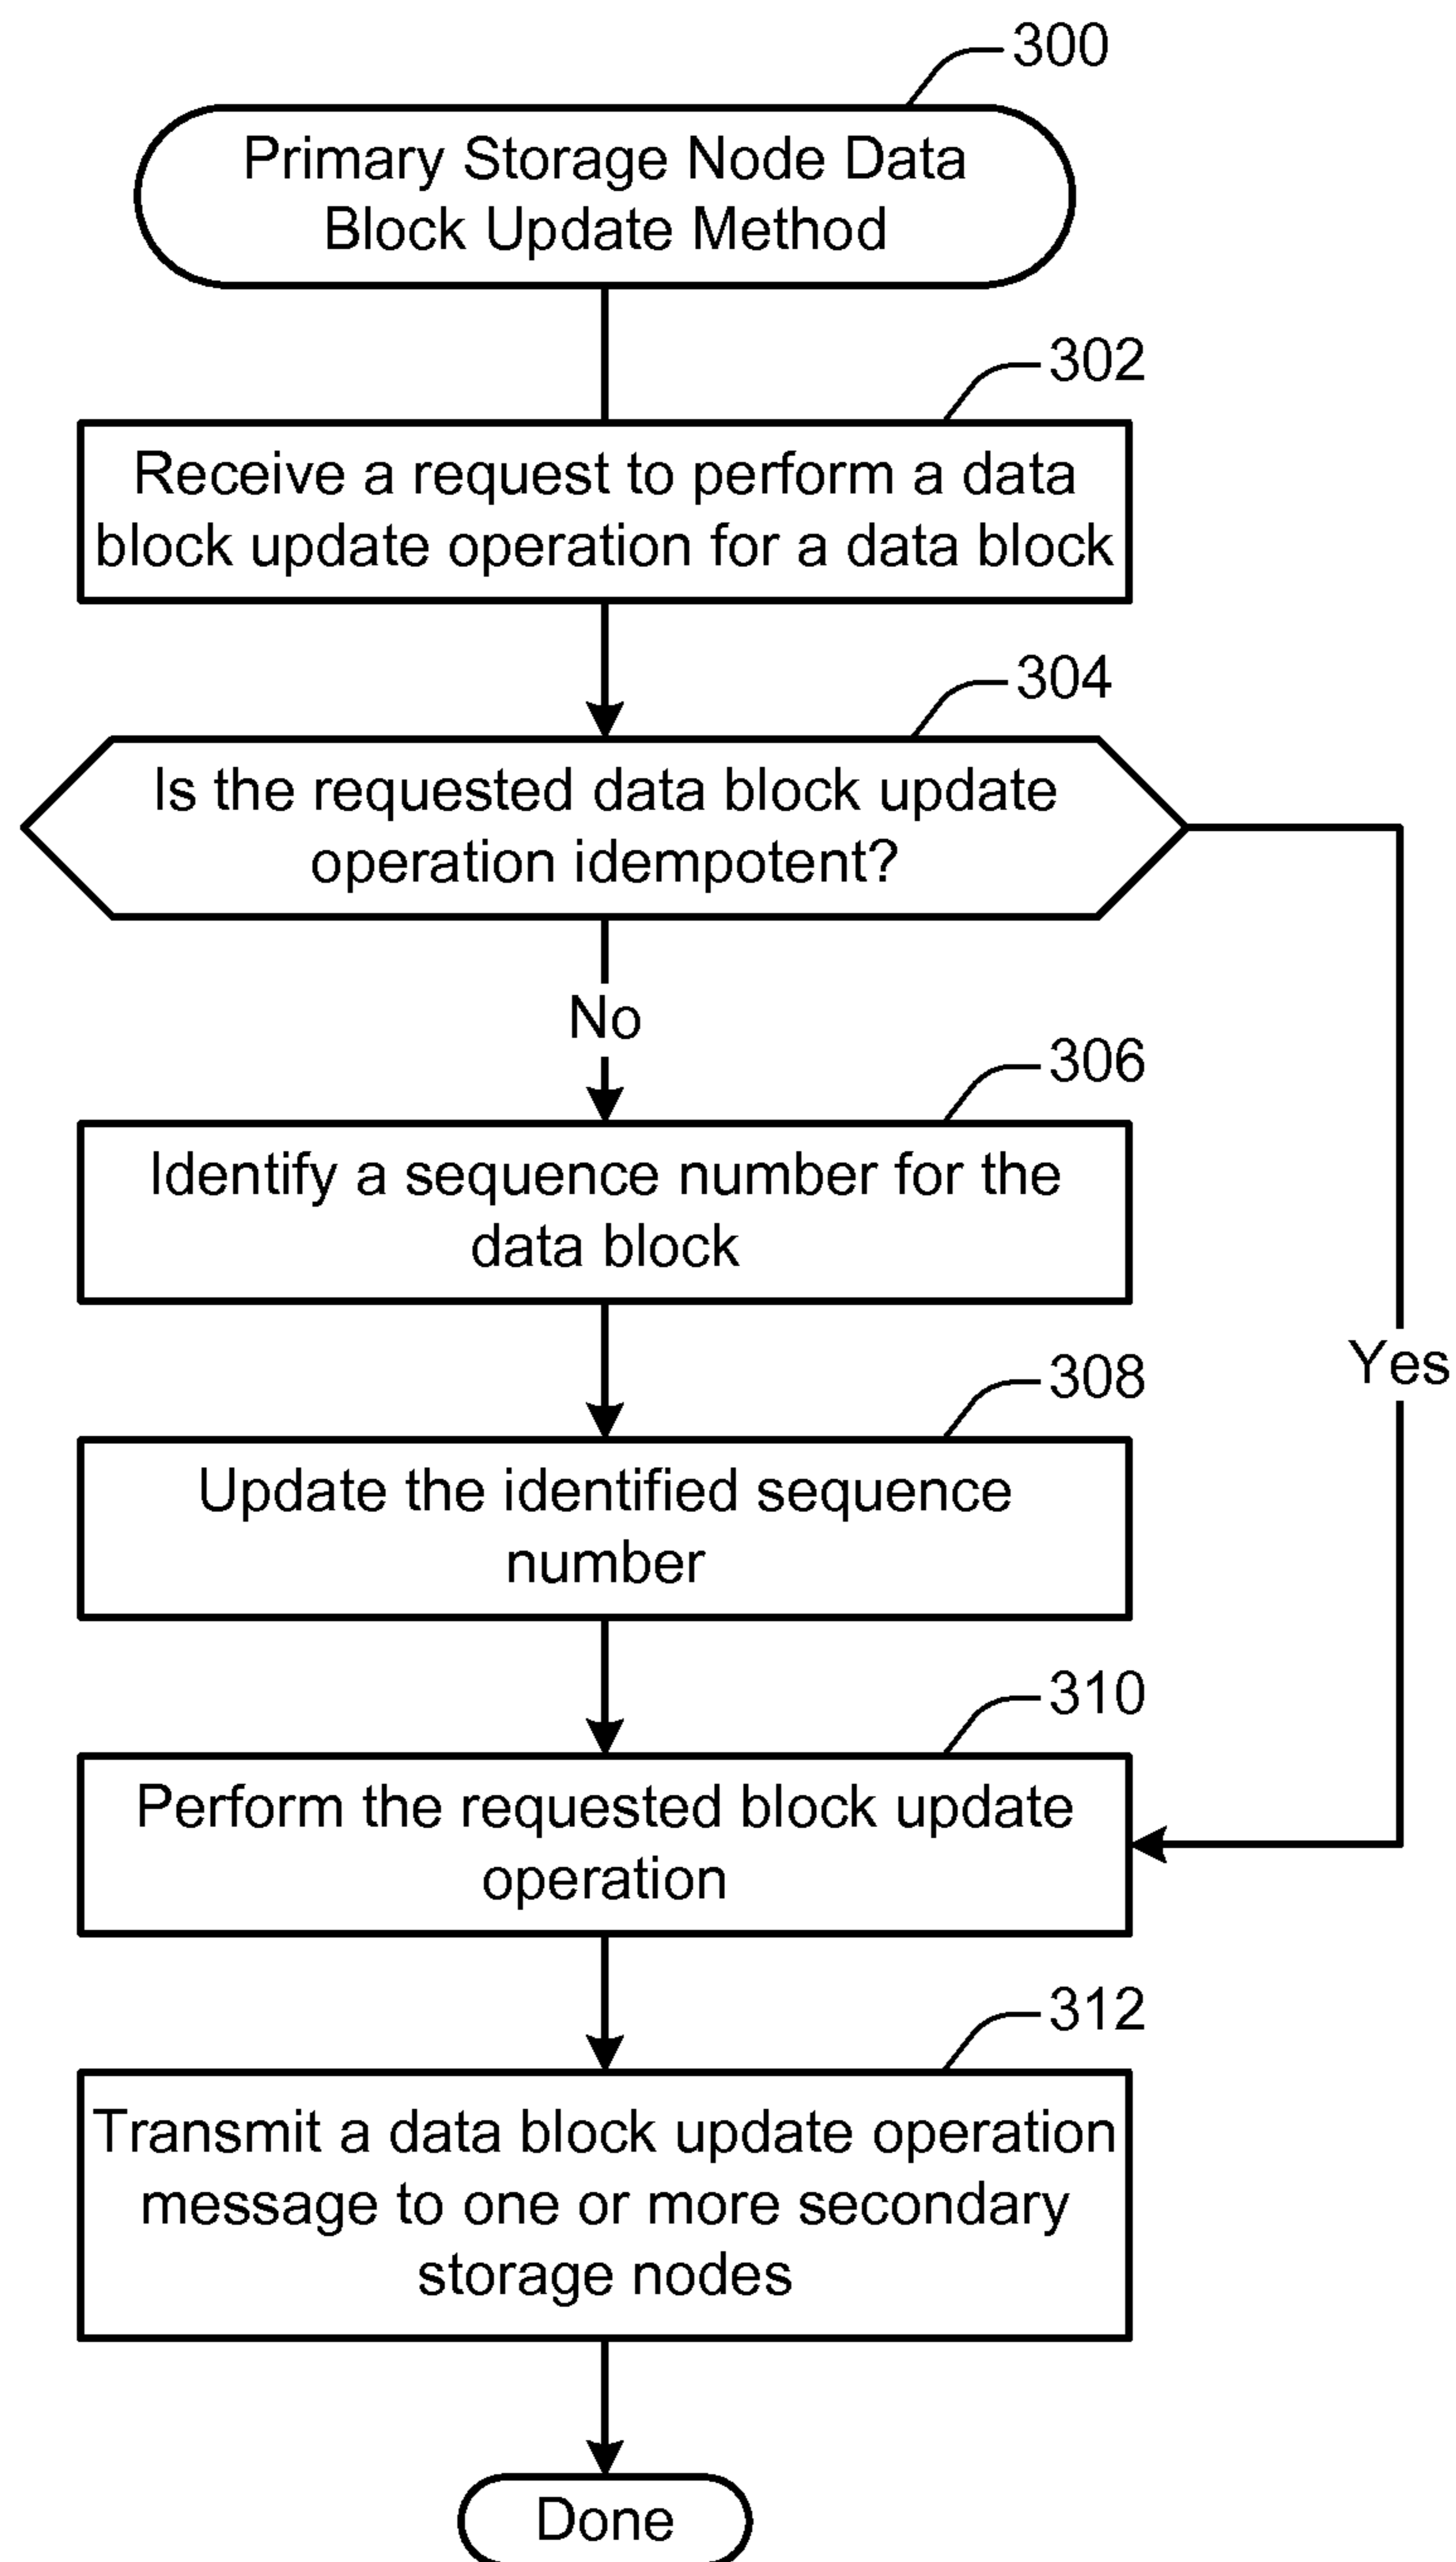 300
Primary Storage Node Data
Block Update Method
302
Receive a request to perform a data
block update operation for a data block
304
Is the requested data block update
operation idempotent?
No
306
Identify a sequence number for the
data block
Yes
308
Update the identified sequence
number
310
Perform the requested block update
operation
312
Transmit a data block update operation
message to one or more secondary
storage nodes
Done